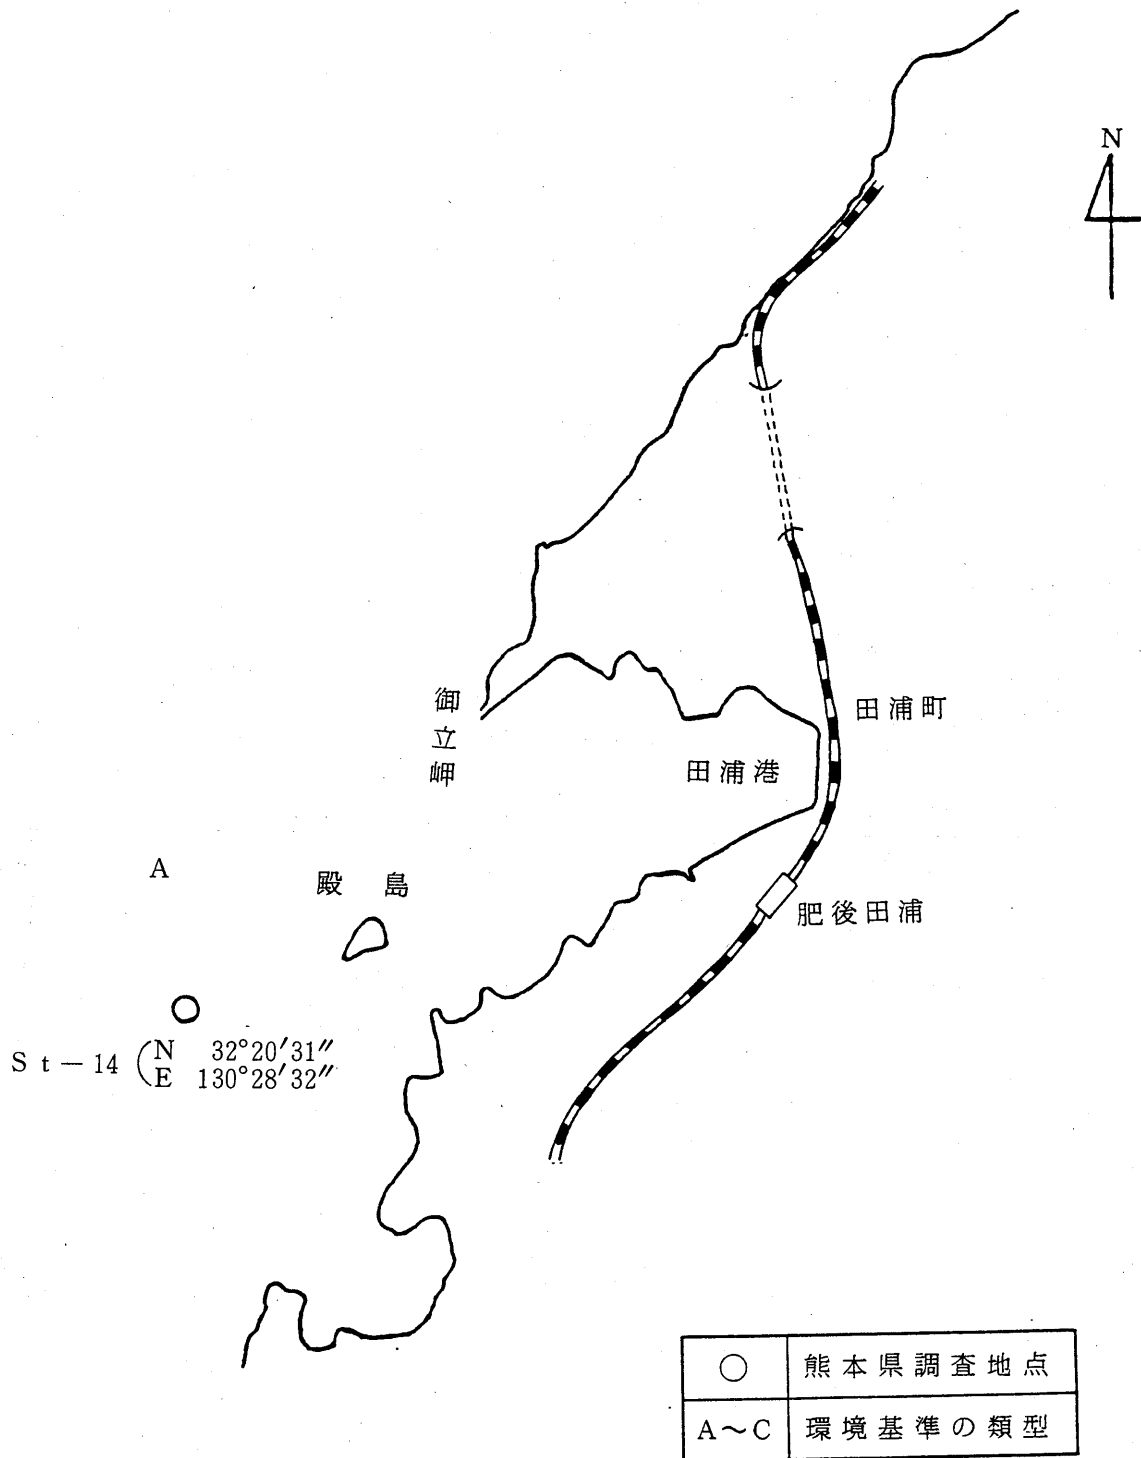 N
御立岬
田浦町
田浦港
A
殿島
肥後田浦
St-14 (N 32°20′31″
E 130°28′32″
○ 熊本県調査地点
A～C 環境基準の類型